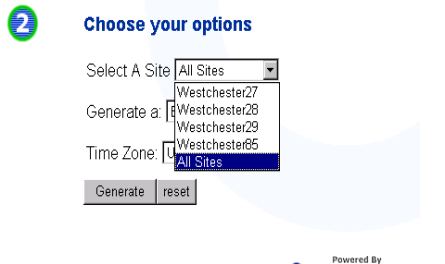 2 Choose your options
Select A Site All Sites
Westchester27
Generate a: Westchester28
Westchester29
Time Zone: U Westchester85
All Sites
Generate reset
Powered By